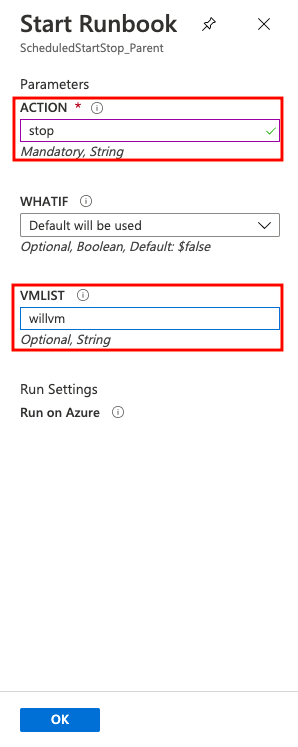 Start Runbook
ScheduledStartStop_Parent
Parameters
ACTION *
stop
Mandatory, String
WHATIF
Default will be used
Optional, Boolean, Default: $false
VMLIST
willvm
Optional, String
Run Settings
Run on Azure
OK